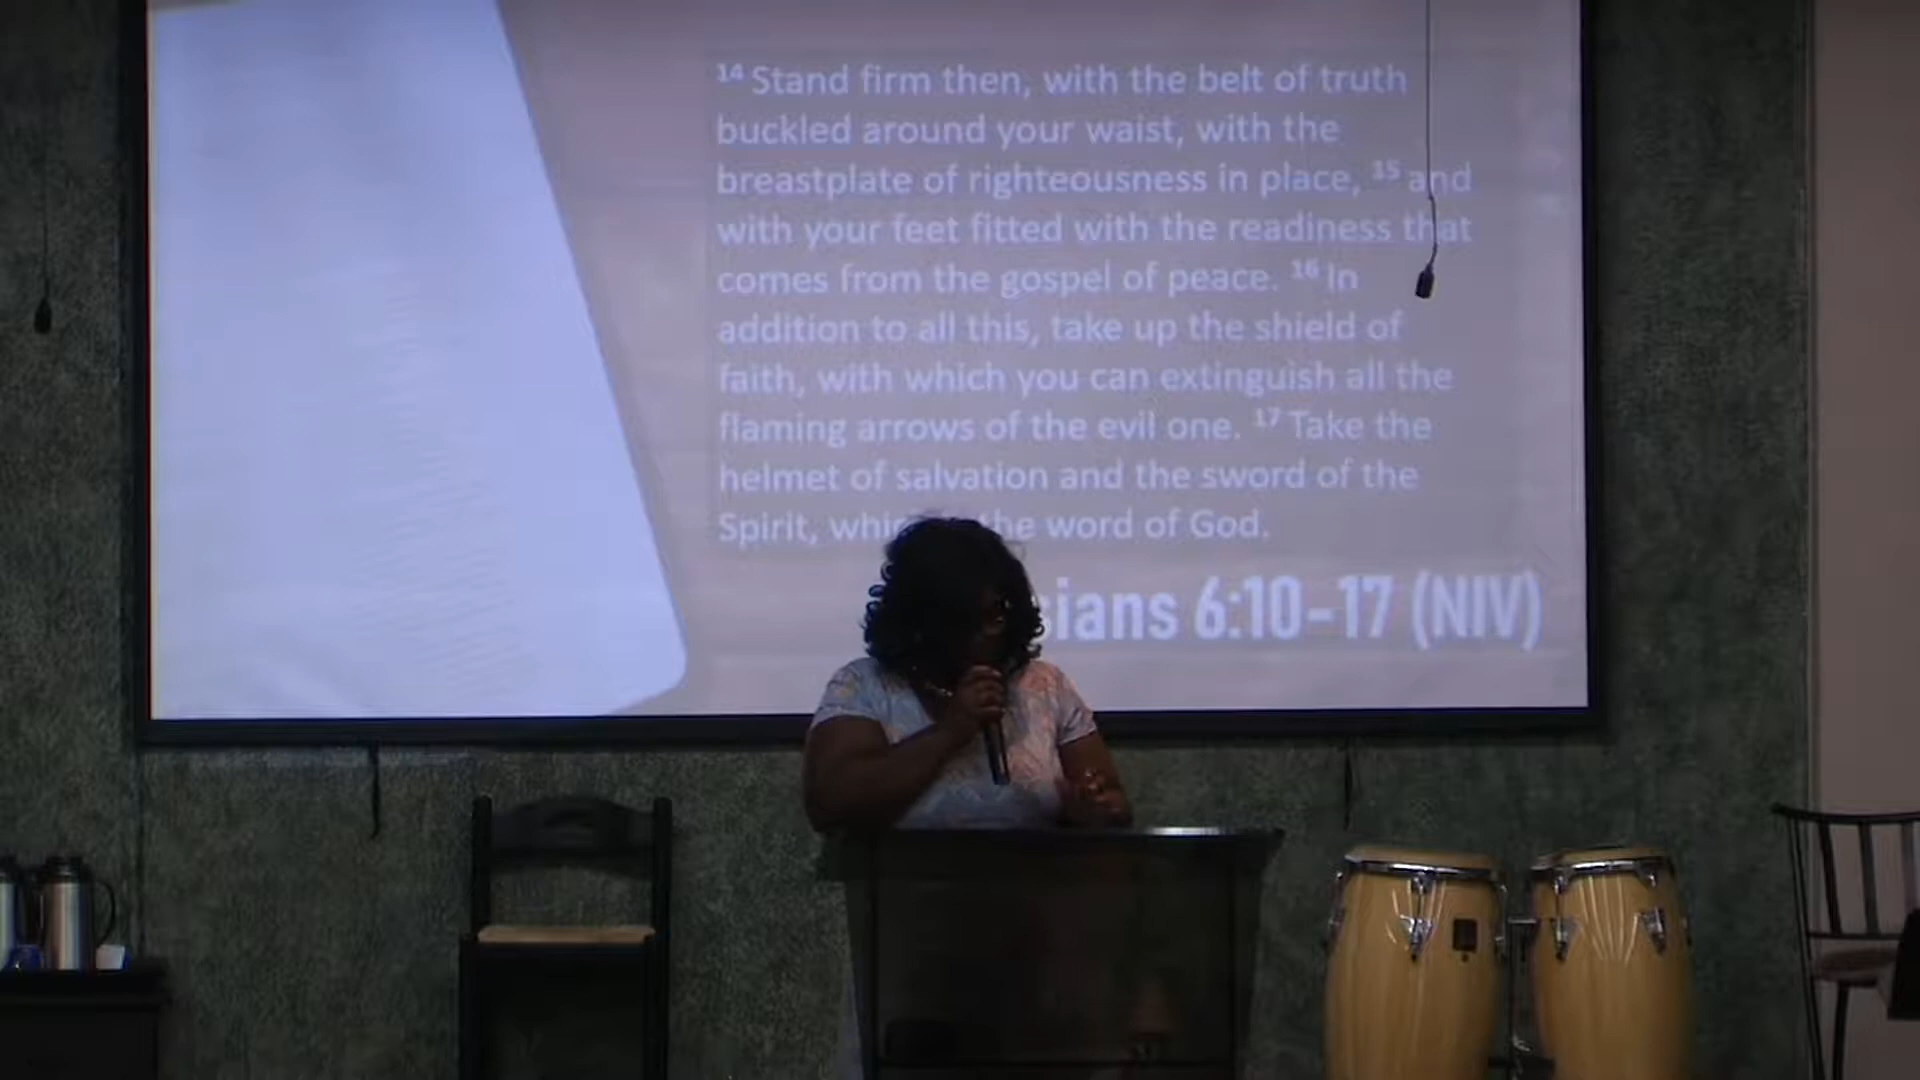 14 Stand firm then, with the belt of truth
buckled around your waist, with the
breastplate of righteousness in place, 15 and
with your feet fitted with the readiness that
comes from the gospel of peace. 16 In
addition to all this, take up the shield of
faith, with which you can extinguish all the
flaming arrows of the evil one. 17 Take the
helmet of salvation and the sword of the
Spirit, the word of God.
6:10-17 (NIV)